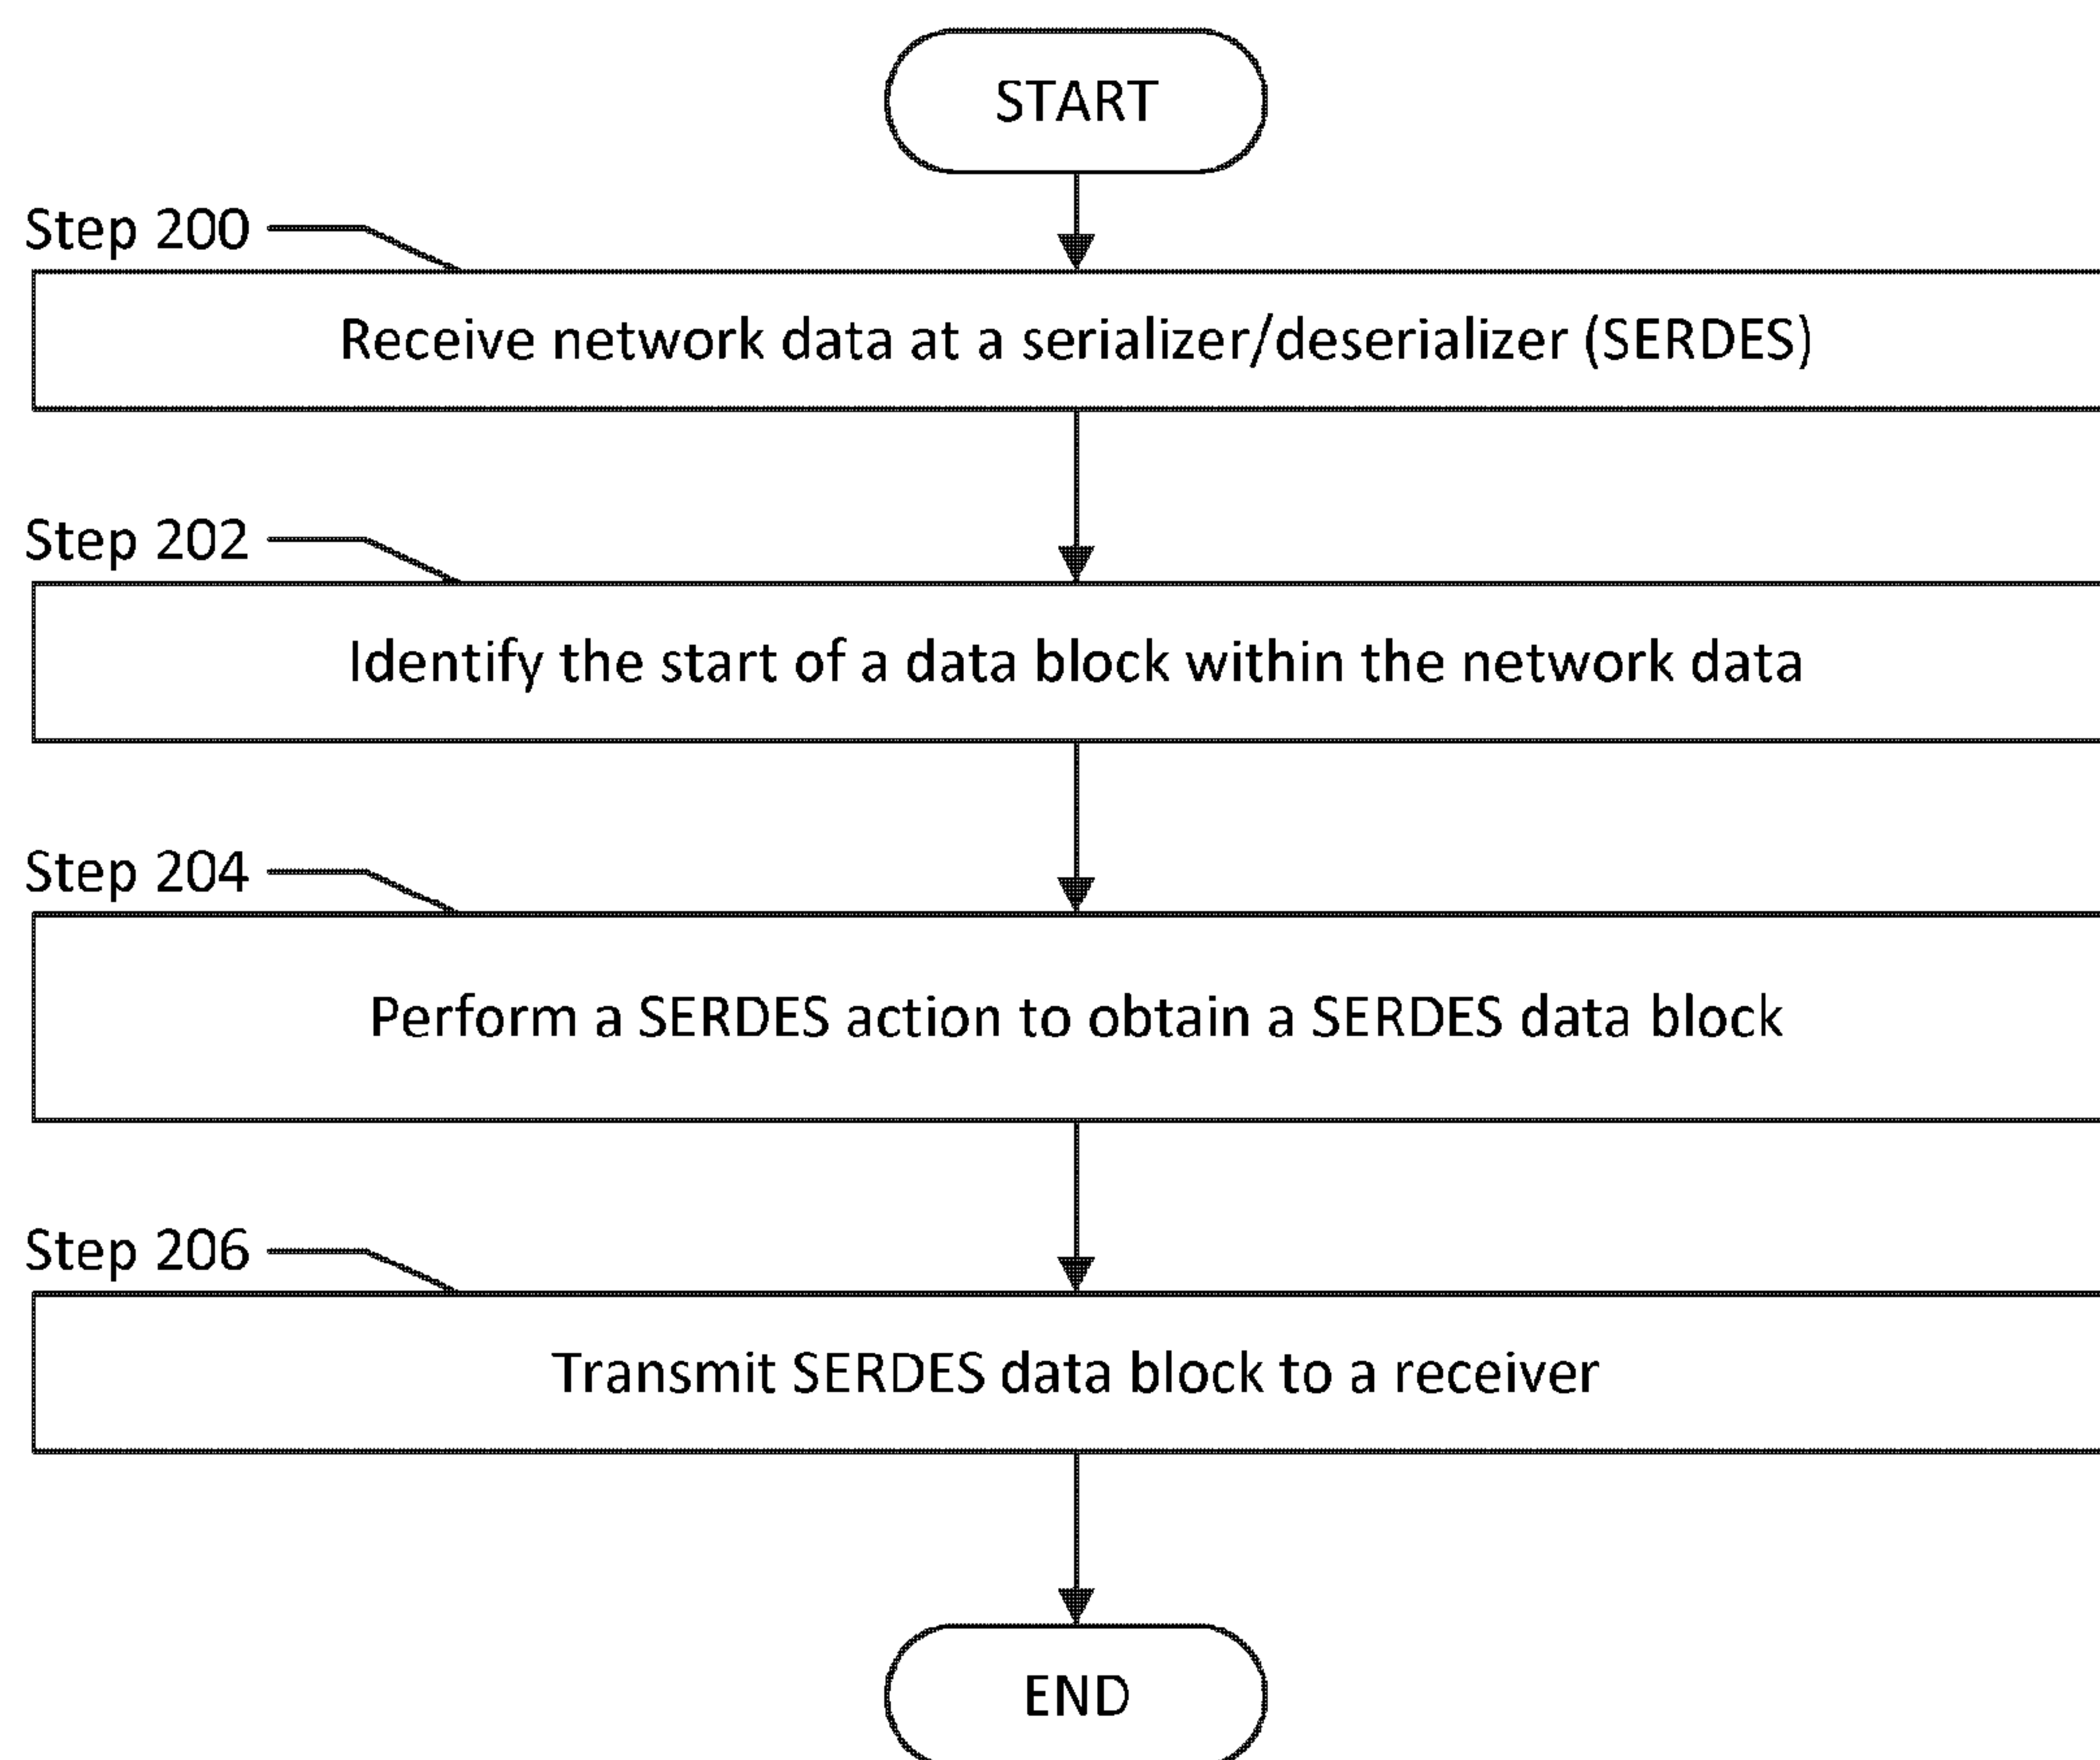 START
Step 200
Receive network data at a serializer/deserializer (SERDES)
Step 202
Identify the start of a data block within the network data
Step 204
Perform a SERDES action to obtain a SERDES data block
Step 206
Transmit SERDES data block to a receiver
END